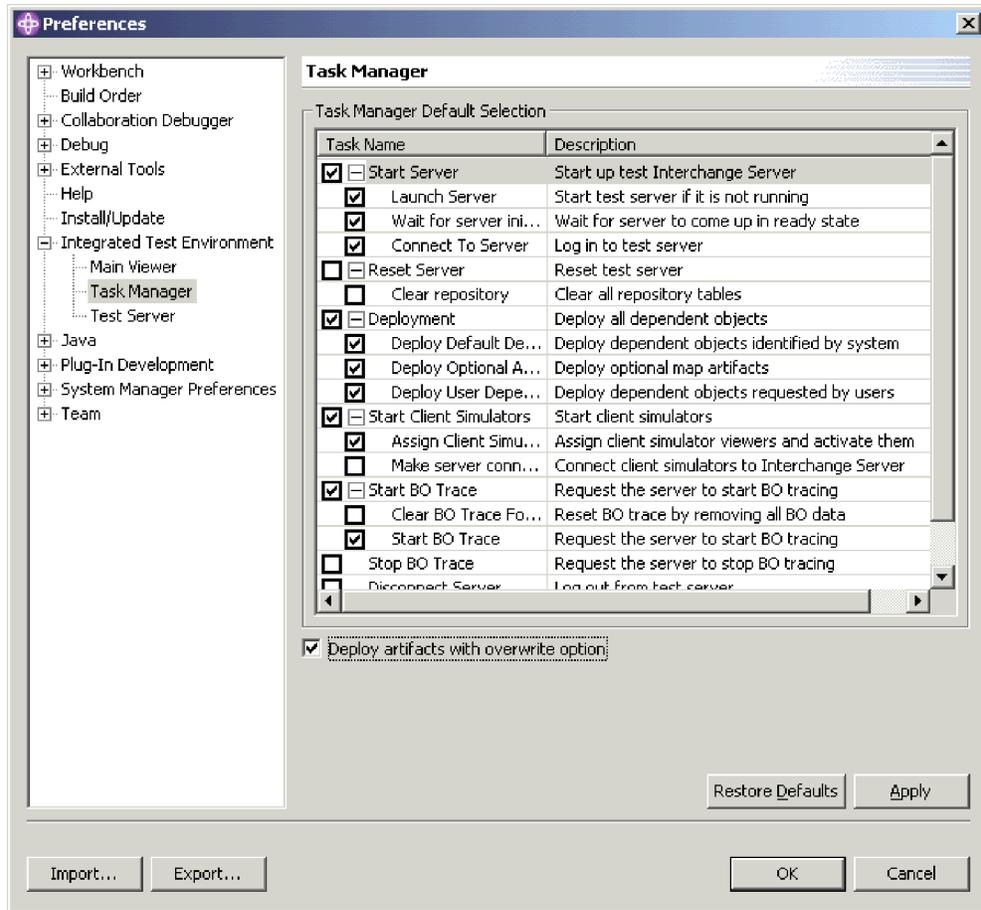 Preferences
Workbench
Build Order
Collaboration Debugger
Debug
External Tools
Help
Install/Update
Integrated Test Environment
Main Viewer
Task Manager
Test Server
Java
Plug-In Development
System Manager Preferences
Team
Task Manager
Task Manager Default Selection
Task Name Description
Start Server Start up test Interchange Server
Launch Server Start test server if it is not running
Wait for server ini... Wait for server to come up in ready state
Connect To Server Log in to test server
Reset Server Reset test server
Clear repository Clear all repository tables
Deployment Deploy all dependent objects
Deploy Default De... Deploy dependent objects identified by system
Deploy Optional A... Deploy optional map artifacts
Deploy User Depe... Deploy dependent objects requested by users
Start Client Simulators Start client simulators
Assign Client Simu... Assign client simulator viewers and activate them
Make server conn... Connect client simulators to Interchange Server
Start BO Trace Request the server to start BO tracing
Clear BO Trace Fo... Reset BO trace by removing all BO data
Start BO Trace Request the server to start BO tracing
Stop BO Trace Request the server to stop BO tracing
Disconnect Server Log out from test server
Deploy artifacts with overwrite option
Restore Defaults Apply
Import... Export... OK Cancel